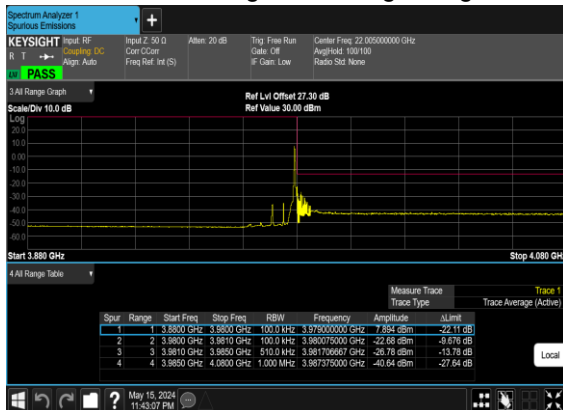 Spectrum Analyzer 1
Spurious Emissions
+
KEYSIGHT Input: RF Input Z: 50 Ω Atten: 20 dB Trig: Free Run Center Freq: 22.005000000 GHz
R T Coupling: DC Corr CCorr Gate: Off Avg|Hold: 100/100
Align: Auto Freq Ref: Int (S) IF Gain: Low Radio Std: None
PASS
3 All Range Graph
Ref Lvl Offset 27.30 dB
Scale/Div 10.0 dB Ref Value 30.00 dBm
Log
20.0
10.0
0.00
-10.0
-20.0
-30.0
-40.0
-50.0
-60.0
Start 3.880 GHz Stop 4.080 GH
4 All Range Table
Measure Trace Trace 1
Trace Type Trace Average (Active)
Spur Range Start Freq Stop Freq RBW Frequency Amplitude ΔLimit
1 1 3.8800 GHz 3.9800 GHz 100.0 kHz 3.979000000 GHz 7.894 dBm -22.11 dB
2 2 3.9800 GHz 3.9810 GHz 100.0 kHz 3.980075000 GHz -22.68 dBm -9.676 dB
3 3 3.9810 GHz 3.9850 GHz 510.0 kHz 3.981706667 GHz -26.78 dBm -13.78 dB
4 4 3.9850 GHz 4.0800 GHz 1.000 MHz 3.987375000 GHz -40.64 dBm -27.64 dB
Local
? May 15, 2024
11:43:07 PM